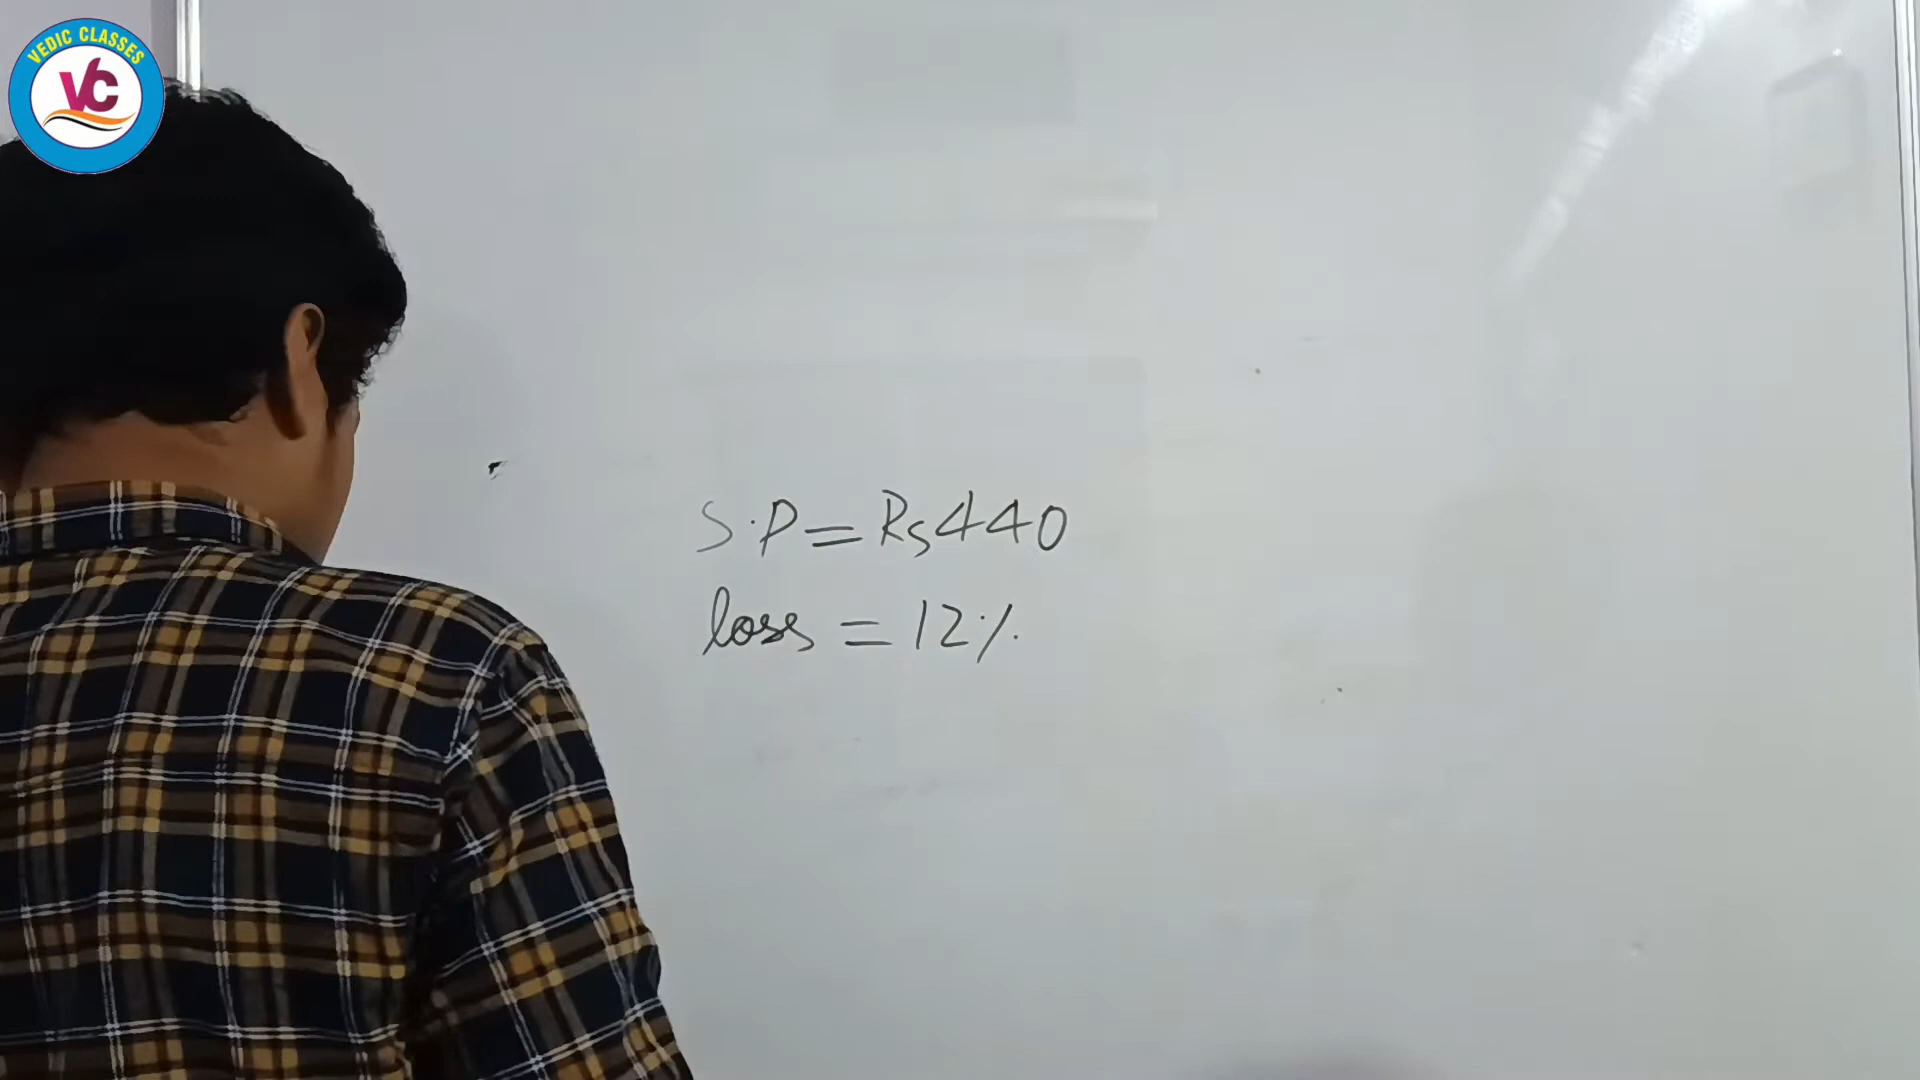 VEDIC CLASSES
VC
S.P = Rs 440
loss = 12%